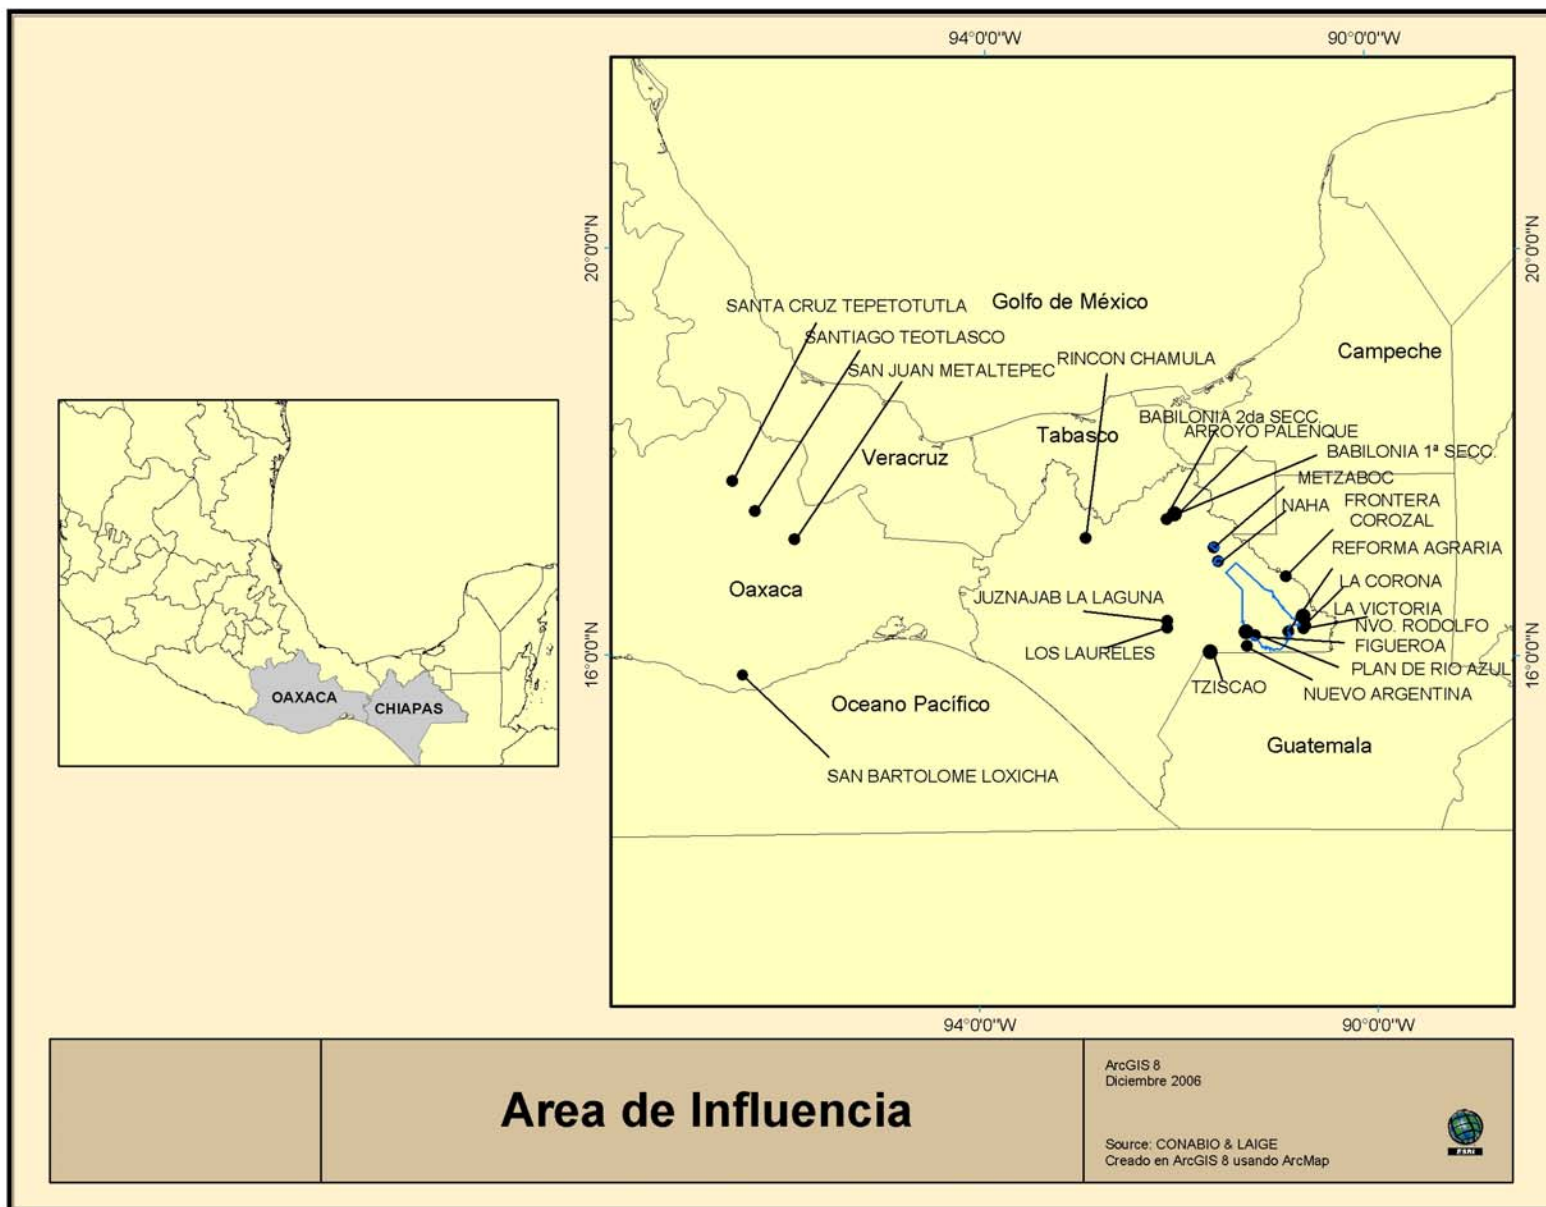 94°0'0"W
90°0'0"W
20°0'0"N
20°0'0"N
SANTA CRUZ TEPETOTUTLA
Golfo de México
SANTIAGO TEOTLASCO
RINCON CHAMULA
Campeche
SAN JUAN METALTEPEC
BABILONIA 2da SECC.
Tabasco
ARROYO PALENQUE
Veracruz
BABILONIA 1ª SECC.
METZABOC
NAHA
FRONTERA
COROZAL
REFORMA AGRARIA
Oaxaca
JUZNAJAB LA LAGUNA
LA CORONA
LA VICTORIA
NVO. RODOLFO
FIGUEROA
LOS LAURELES
16°0'0"N
16°0'0"N
PLAN DE RIO AZUL
TZISCAO
NUEVO ARGENTINA
Oceano Pacífico
Guatemala
SAN BARTOLOME LOXICHA
OAXACA
CHIAPAS
94°0'0"W
90°0'0"W
Area de Influencia
ArcGIS 8
Diciembre 2006
Source: CONABIO & LAIGE
Creado en ArcGIS 8 usando ArcMap
ESRI